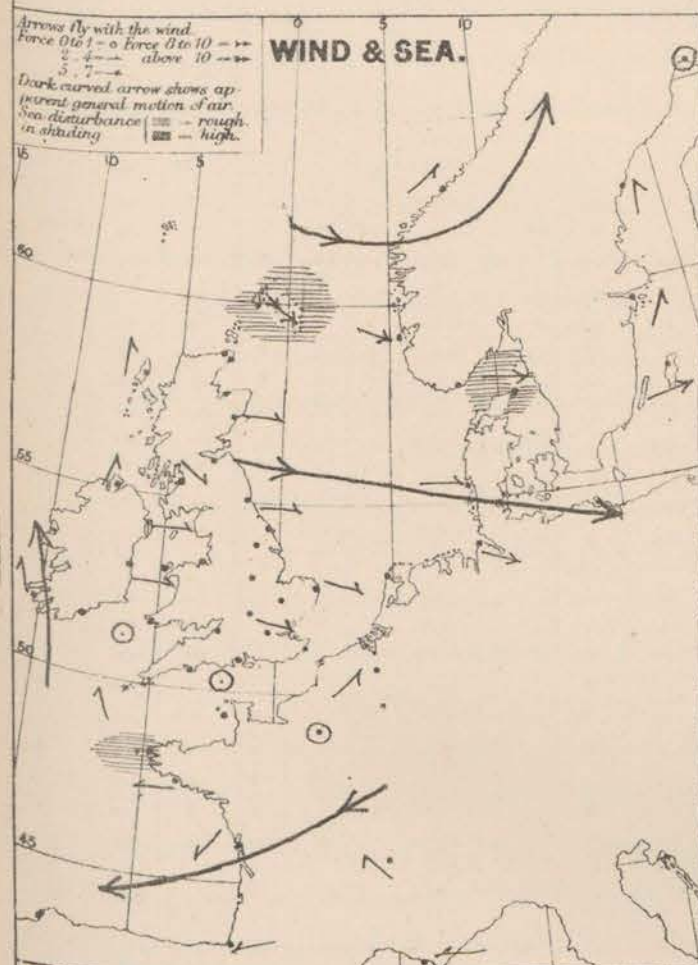 0 5 10
WIND & SEA.
Arrows fly with the wind.
Force 0 to 1 - o Force 8 to 10 -
2 . 4 - above 10 -
5 . 7 -
Dark curved arrow shows ap-
parent general motion of air.
Sea disturbance - rough.
in shading - high.
15 10 5
60
55
50
45